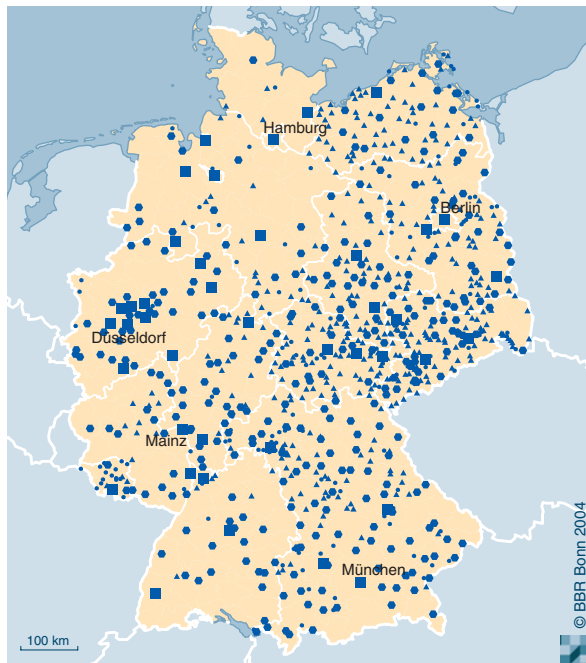 Hamburg
Berlin
Düsseldorf
Mainz
München
100 km
© BBR Bonn 2004